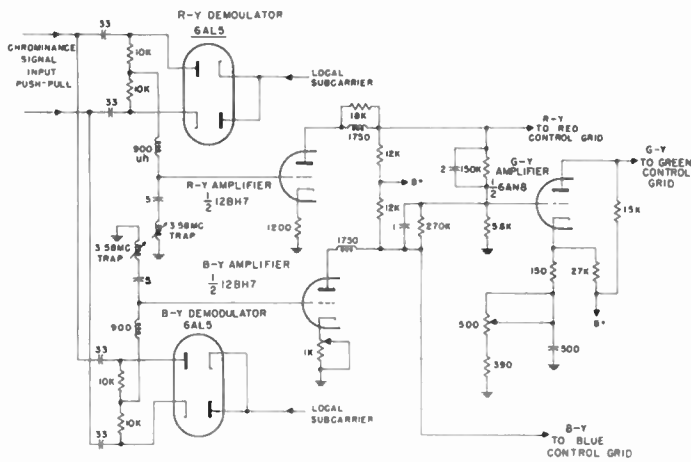 R-Y DEMOULATOR
6AL5
33
CHROMINANCE
SIGNAL
INPUT
PUSH-PULL
10K
10K
33
LOCAL
SUBCARRIER
18K
1750
900
uh
12K
R-Y
TO RED
CONTROL
GRID
G-Y
TO GREEN
CONTROL
GRID
2
150K
G-Y
AMPLIFIER
1/2 6AN8
B+
5
R-Y AMPLIFIER
1/2 12BH7
12K
15K
1200
1
270K
5.6K
3.58MC
TRAP
3.58MC
TRAP
1750
5
B-Y AMPLIFIER
1/2 12BH7
150
27K
B+
900
B-Y DEMODULATOR
6AL5
1K
500
500
390
33
10K
10K
33
LOCAL
SUBCARRIER
B-Y
TO BLUE
CONTROL GRID